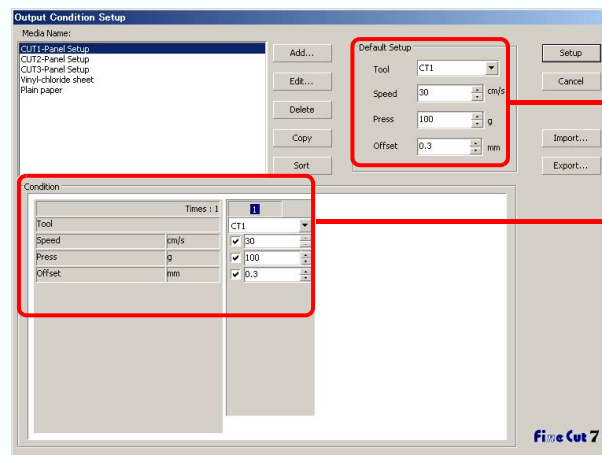 Output Condition Setup
Media Name:
CUT1-Panel Setup
CUT2-Panel Setup
CUT3-Panel Setup
Vinyl-chloride sheet
Plain paper
Add...
Edit...
Delete
Copy
Sort
Default Setup
Tool CT1
Speed 30 cm/s
Press 100 g
Offset 0.3 mm
Setup
Cancel
Import...
Export...
Condition
Times : 1 1
Tool CT1
Speed cm/s 30
Press g 100
Offset mm 0.3
Fine Cut 7